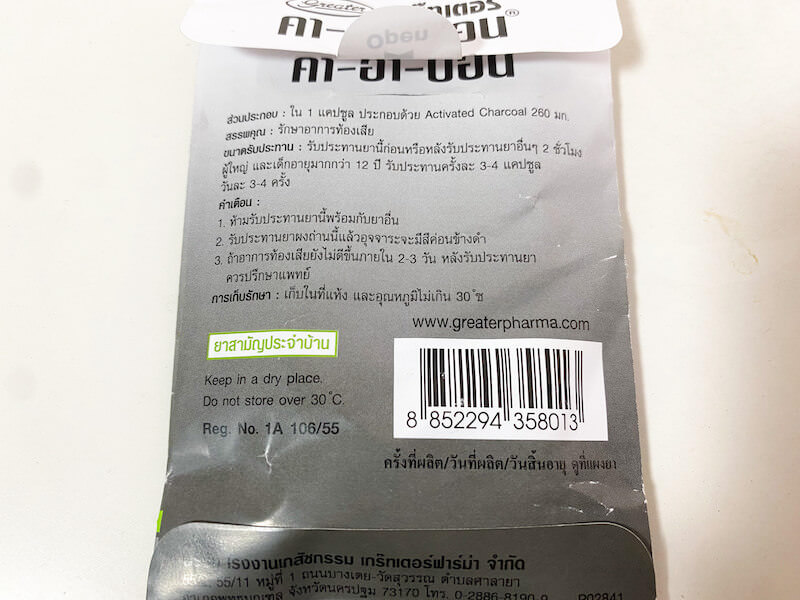 Greater
คา-
Open
คา-อา-บอน
ส่วนประกอบ : ใน 1 แคปซูล ประกอบด้วย Activated Charcoal 260 มก.
สรรพคุณ : รักษาอาการท้องเสีย
ขนาดรับประทาน : รับประทานยานี้ก่อนหรือหลังรับประทานยาอื่นๆ 2 ชั่วโมง
ผู้ใหญ่ และเด็กอายุมากกว่า 12 ปี รับประทานครั้งละ 3-4 แคปซูล
วันละ 3-4 ครั้ง
คำเตือน :
1. ห้ามรับประทานยานี้พร้อมกับยาอื่น
2. รับประทานยาผงถ่านนี้แล้วอุจจาระจะมีสีค่อนข้างดำ
3. ถ้าอาการท้องเสียยังไม่ดีขึ้นภายใน 2-3 วัน หลังรับประทานยา
ควรปรึกษาแพทย์
การเก็บรักษา : เก็บในที่แห้ง และอุณหภูมิไม่เกิน 30°ซ
www.greaterpharma.com
ยาสามัญประจำบ้าน
Keep in a dry place.
Do not store over 30°C.
Reg. No. 1A 106/55
8 852294 358013
ครั้งที่ผลิต/วันที่ผลิต/วันสิ้นอายุ ดูที่แผงยา
โรงงานเภสัชกรรม เกร๊ทเตอร์ฟาร์ม่า จำกัด
55/11 หมู่ที่ 1 ถนนบางเตย-วัดสุวรรณ ตำบลศาลายา
จังหวัดนครปฐม 73170 โทร. 0-2886-8190-9 P02841